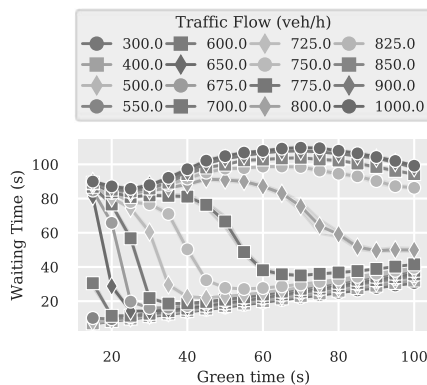 Traffic Flow (veh/h)
300.0 600.0 725.0 825.0
400.0 650.0 750.0 850.0
500.0 675.0 775.0 900.0
550.0 700.0 800.0 1000.0
100
80
60
40
20
Waiting Time (s)
20 40 60 80 100
Green time (s)